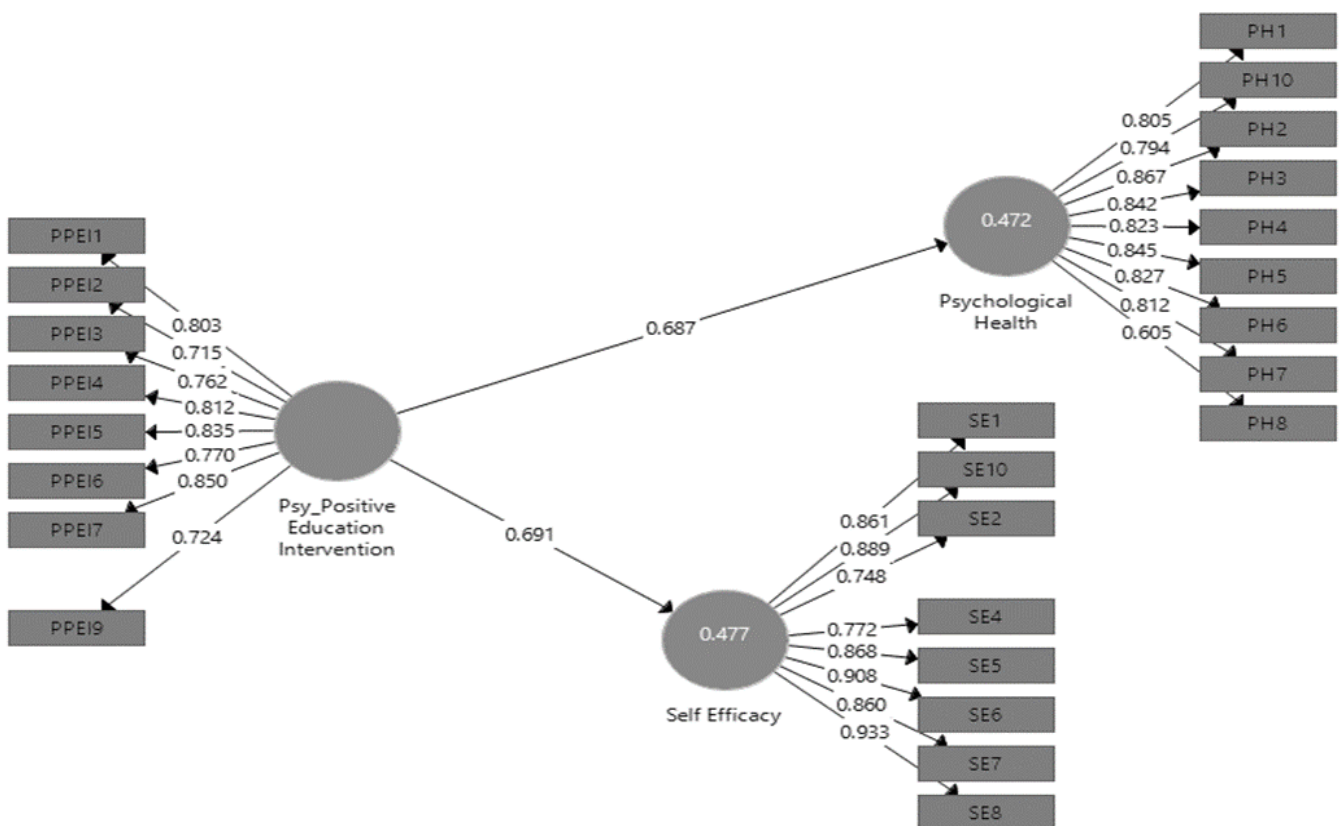 PPEI1
PPEI2
PPEI3
PPEI4
PPEI5
PPEI6
PPEI7
PPEI9
0.803
0.715
0.762
0.812
0.835
0.770
0.850
0.724
Psy_Positive
Education
Intervention
0.687
0.691
0.472
Psychological
Health
0.805
0.794
0.867
0.842
0.823
0.845
0.827
0.812
0.605
PH1
PH10
PH2
PH3
PH4
PH5
PH6
PH7
PH8
0.477
Self Efficacy
0.861
0.889
0.748
0.772
0.868
0.908
0.860
0.933
SE1
SE10
SE2
SE4
SE5
SE6
SE7
SE8